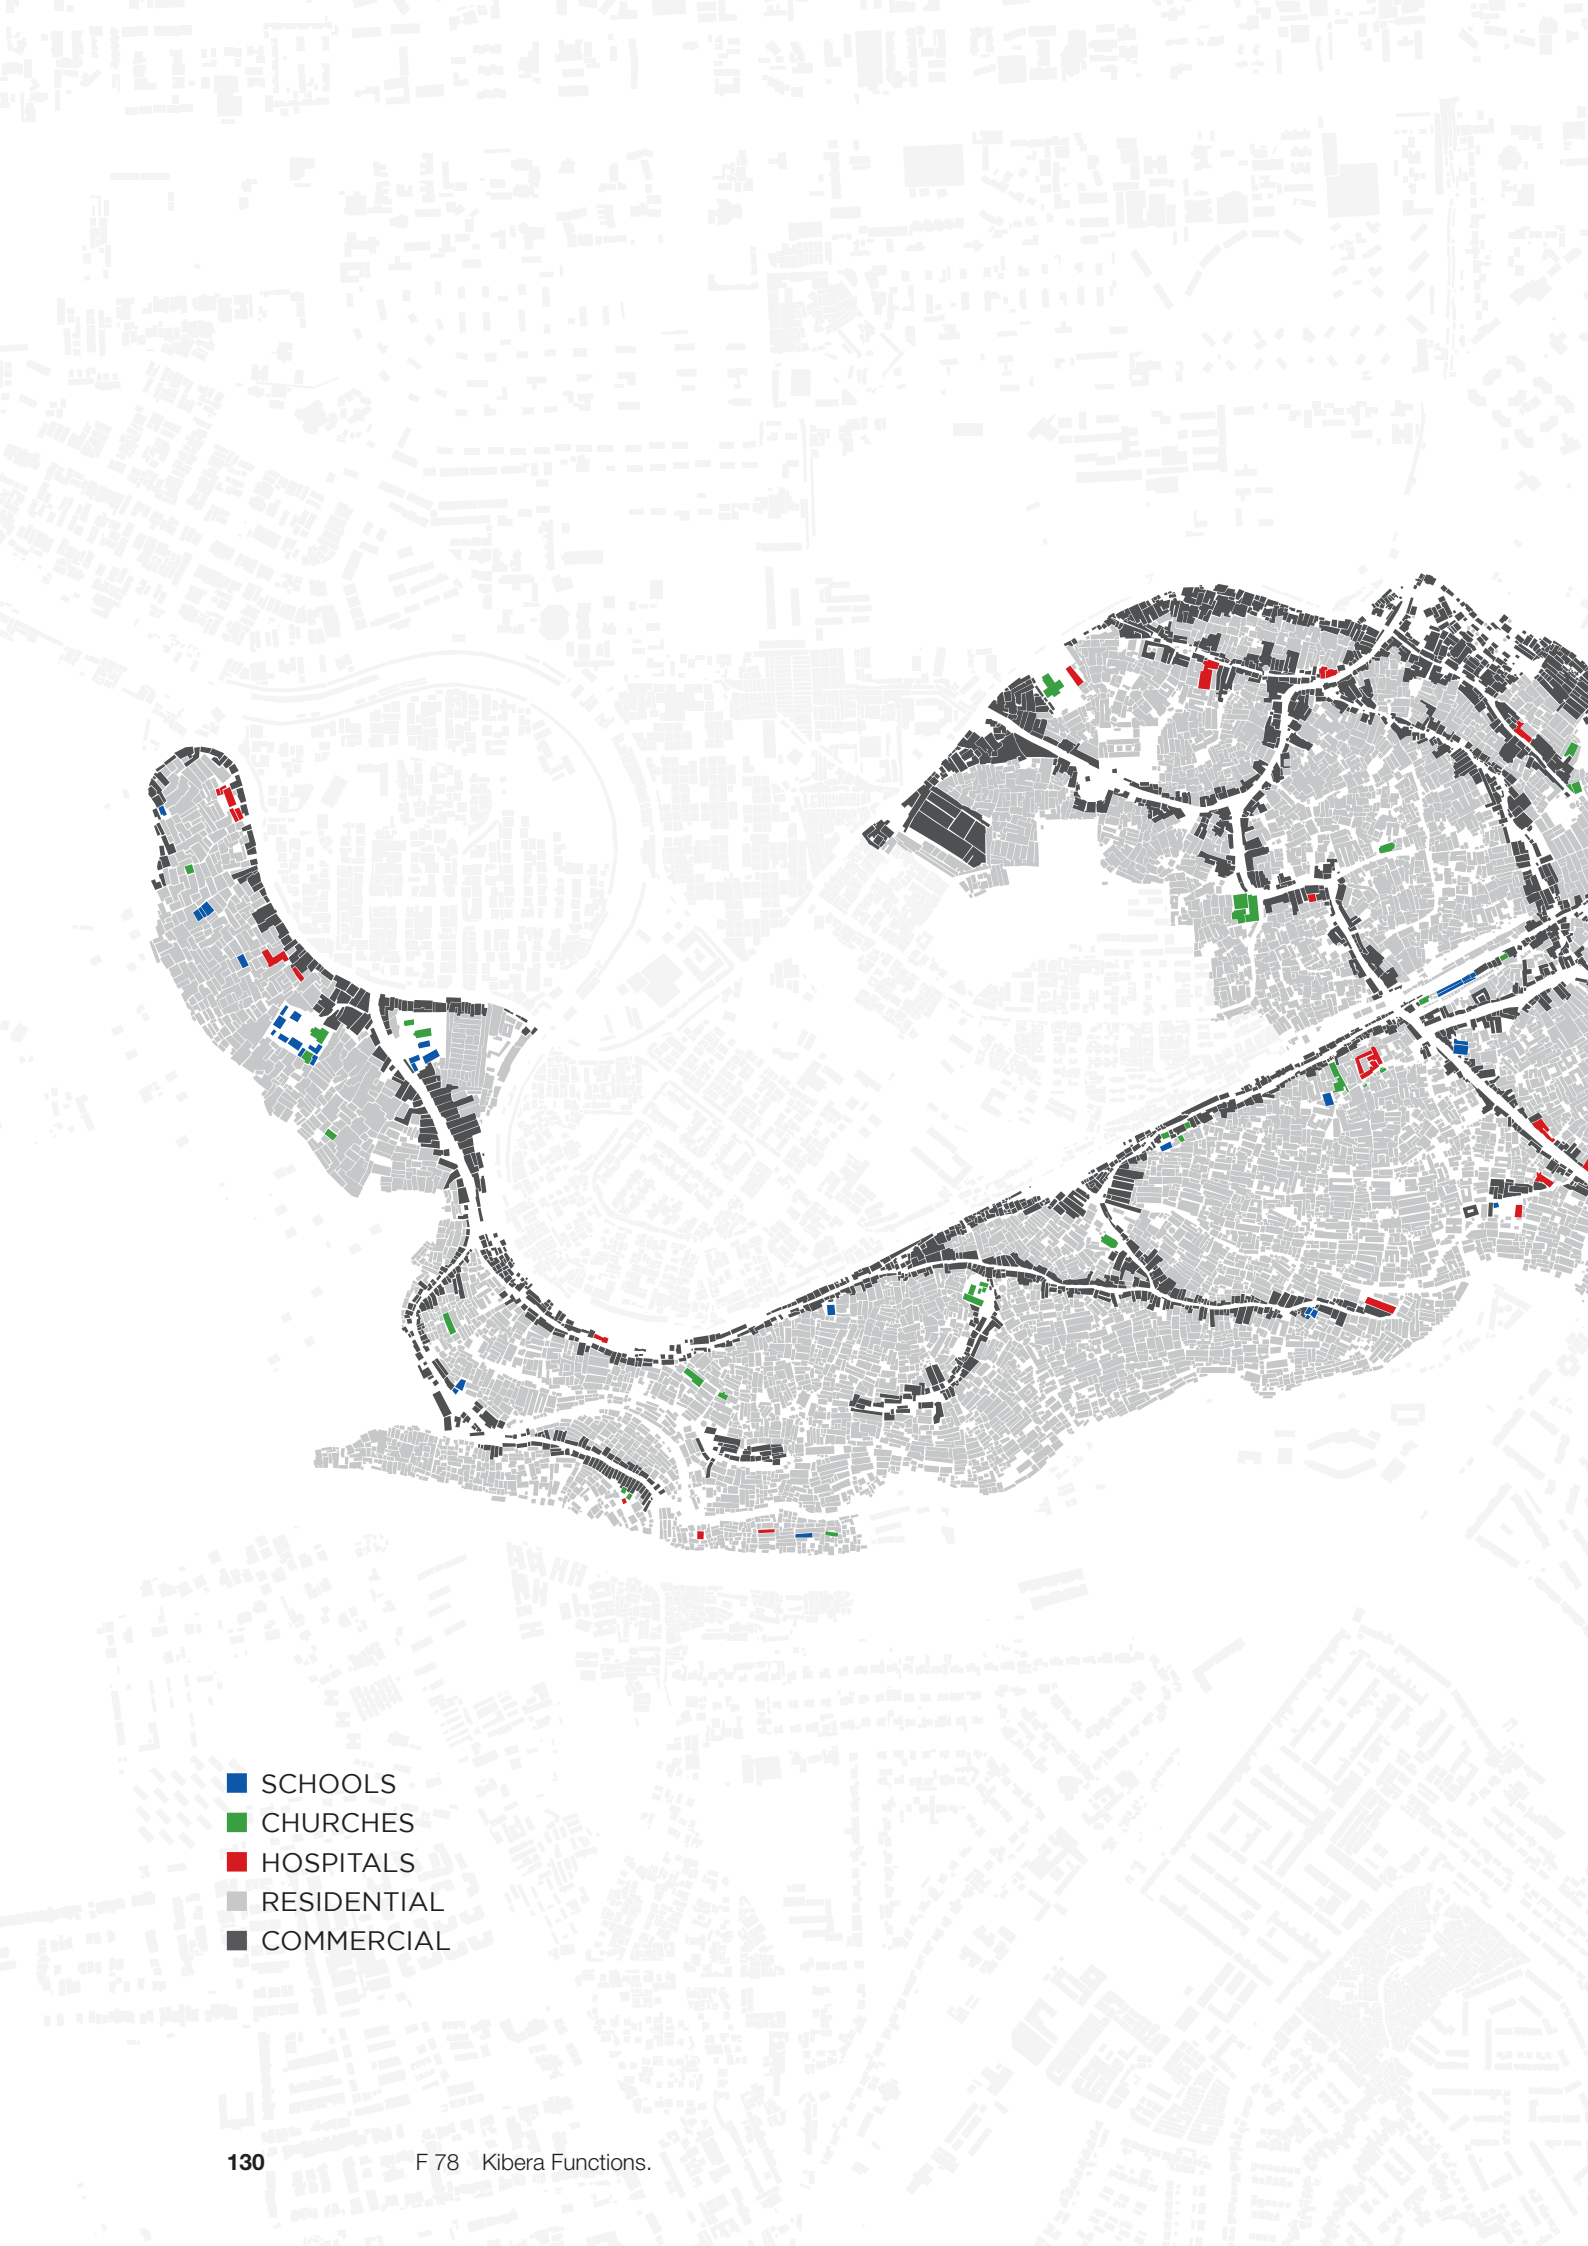 SCHOOLS
CHURCHES
HOSPITALS
RESIDENTIAL
COMMERCIAL
130 F 78 Kibera Functions.